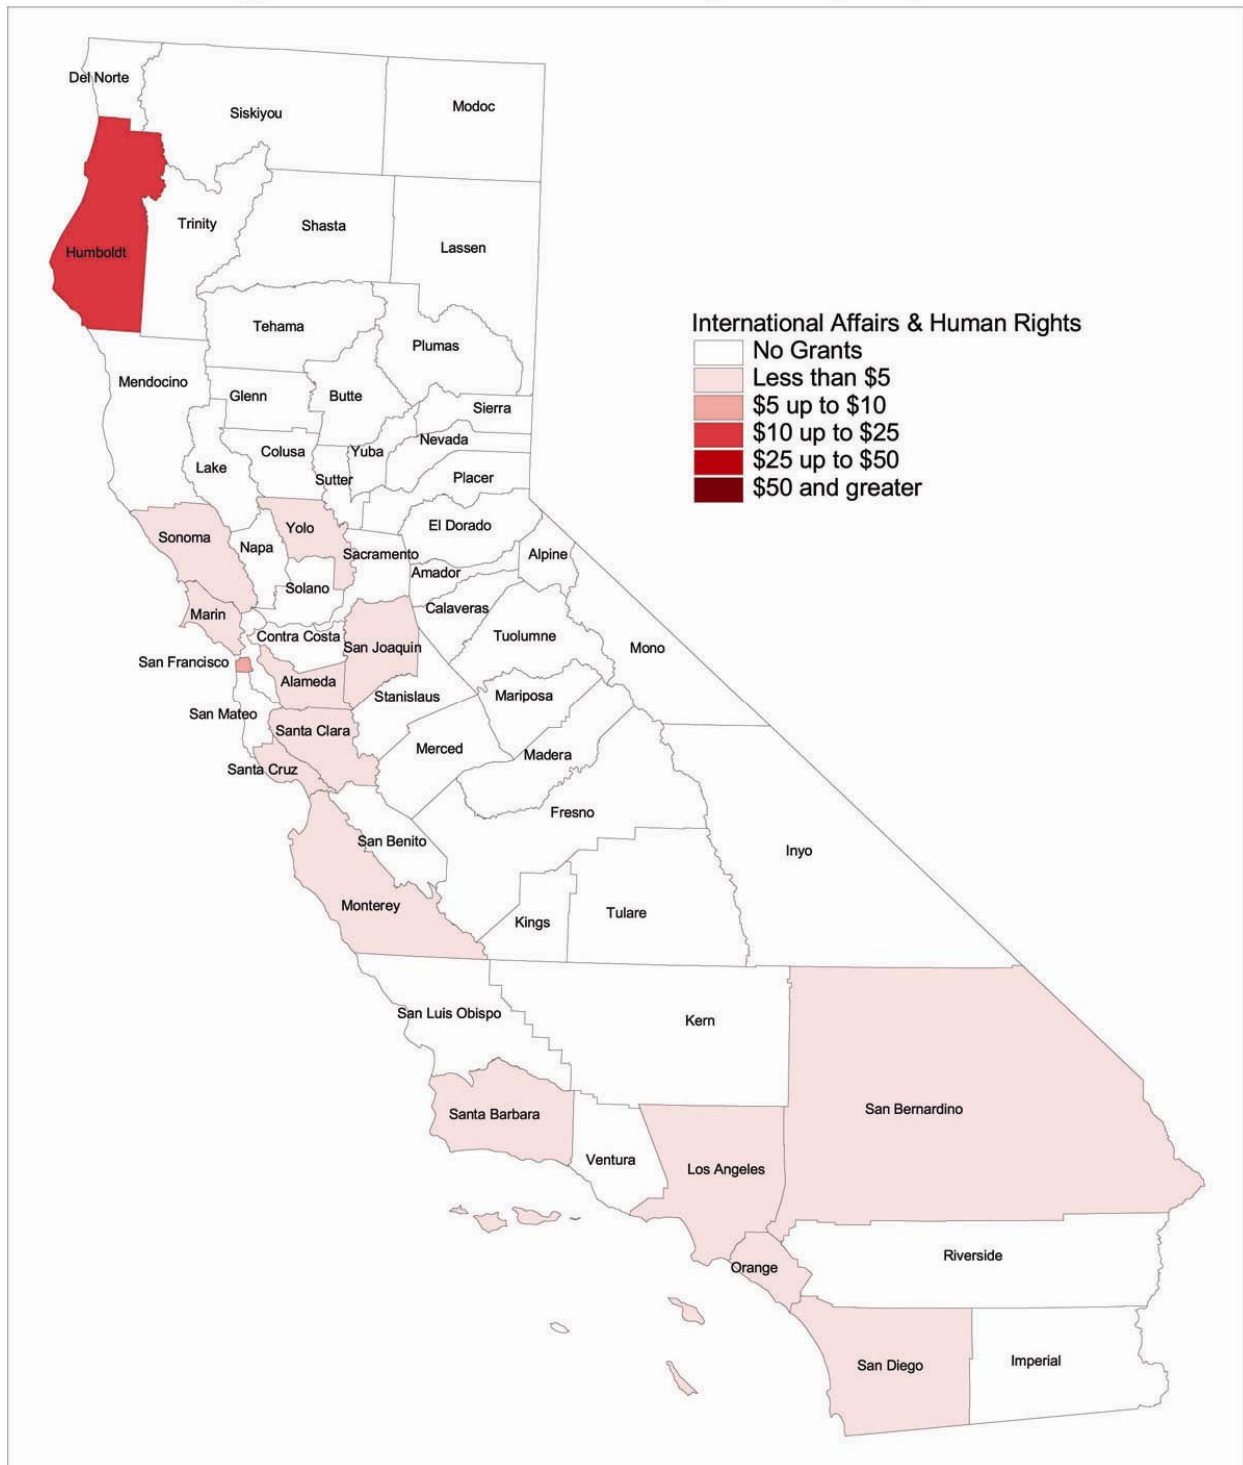 Del Norte
Siskiyou
Modoc
Humboldt
Trinity
Shasta
Lassen
Tehama
Plumas
International Affairs & Human Rights
No Grants
Less than $5
$5 up to $10
$10 up to $25
$25 up to $50
$50 and greater
Mendocino
Glenn
Butte
Sierra
Nevada
Yuba
Colusa
Lake
Sutter
Placer
Sonoma
Yolo
El Dorado
Napa
Sacramento
Alpine
Amador
Solano
Calaveras
Marin
Contra Costa
San Joaquin
Tuolumne
Mono
San Francisco
Alameda
Stanislaus
Mariposa
San Mateo
Santa Clara
Merced
Madera
Santa Cruz
Fresno
San Benito
Inyo
Monterey
Kings
Tulare
San Luis Obispo
Kern
Santa Barbara
San Bernardino
Ventura
Los Angeles
Riverside
Orange
San Diego
Imperial